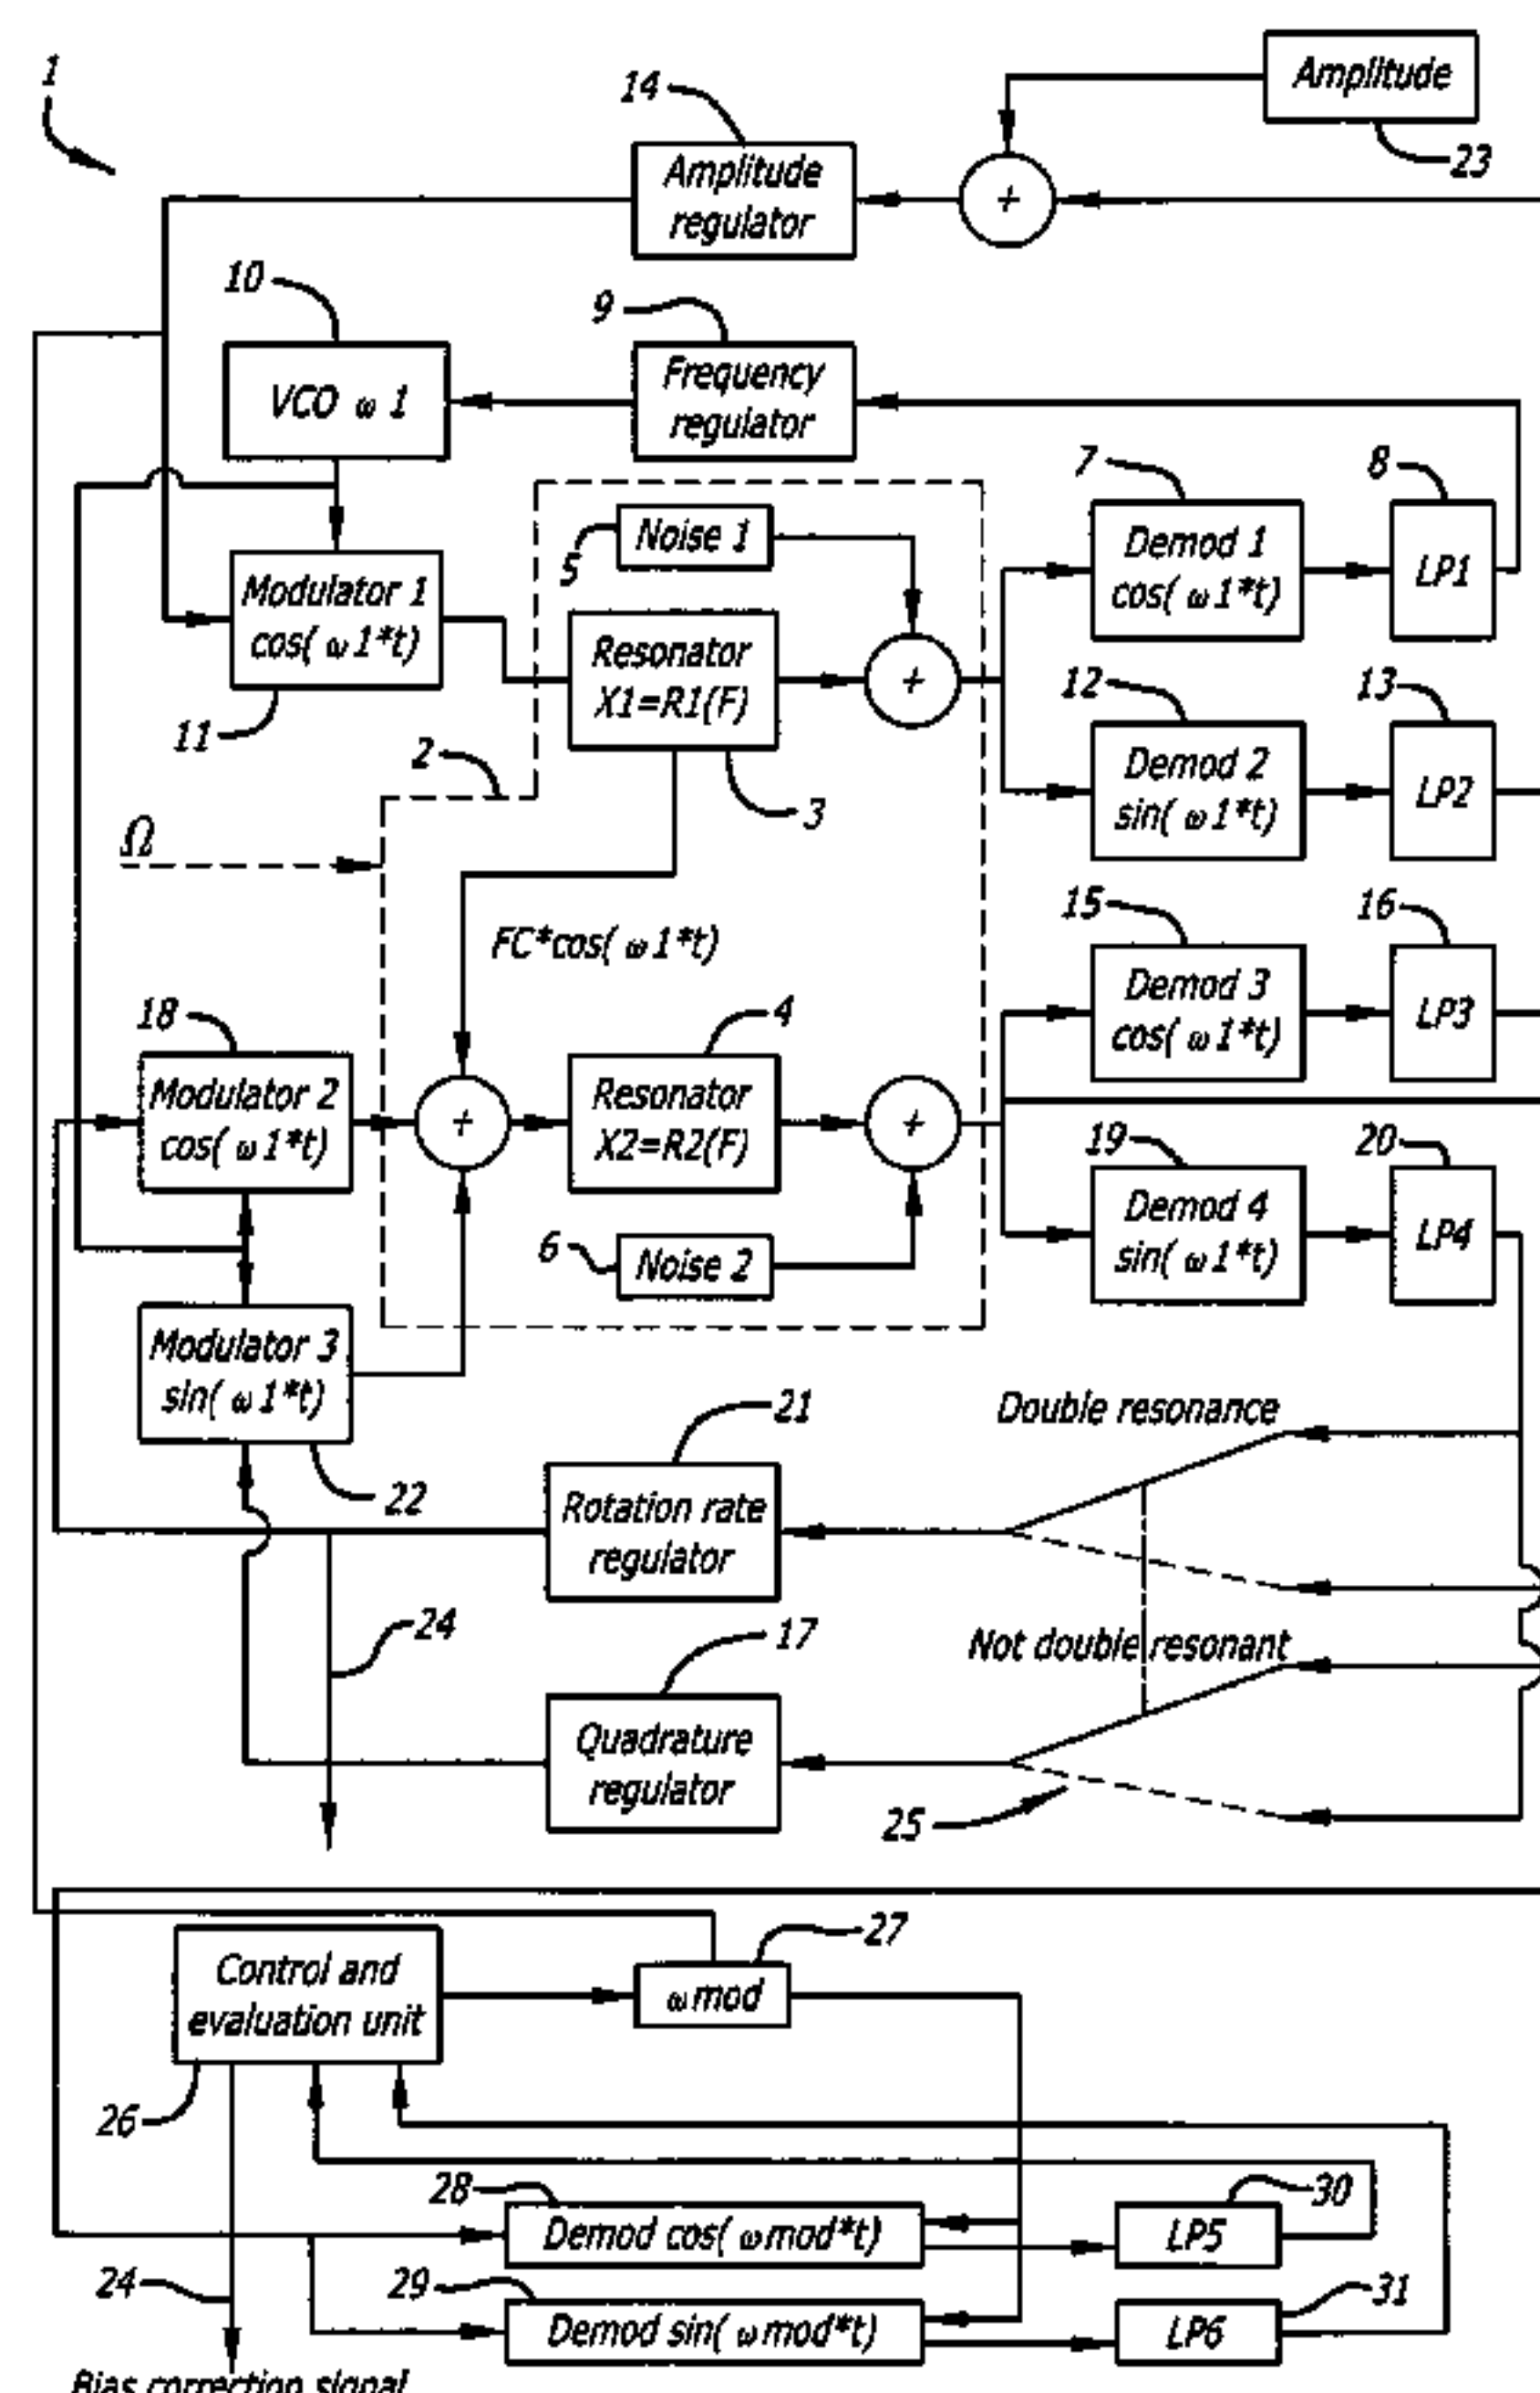 1
14
Amplitude
23
Amplitude
regulator
+
10
9
VCO ω 1
Frequency
regulator
7
8
5
Noise 1
Demod 1
cos( ω1*t)
LP1
Modulator 1
cos( ω1*t)
11
Resonator
X1=R1(F)
+
2
3
12
13
Demod 2
sin( ω1*t)
LP2
Ω
FC*cos( ω1*t)
15
16
Demod 3
cos( ω1*t)
LP3
18
4
Modulator 2
cos( ω1*t)
+
Resonator
X2=R2(F)
+
19
20
6
Noise 2
Demod 4
sin( ω1*t)
LP4
Modulator 3
sin( ω1*t)
22
21
Double resonance
Rotation rate
regulator
24
17
Not double resonant
Quadrature
regulator
25
27
Control and
evaluation unit
ωmod
26
28
30
Demod cos( ωmod*t)
LP5
24
29
31
Demod sin( ωmod*t)
LP6
Bias correction signal